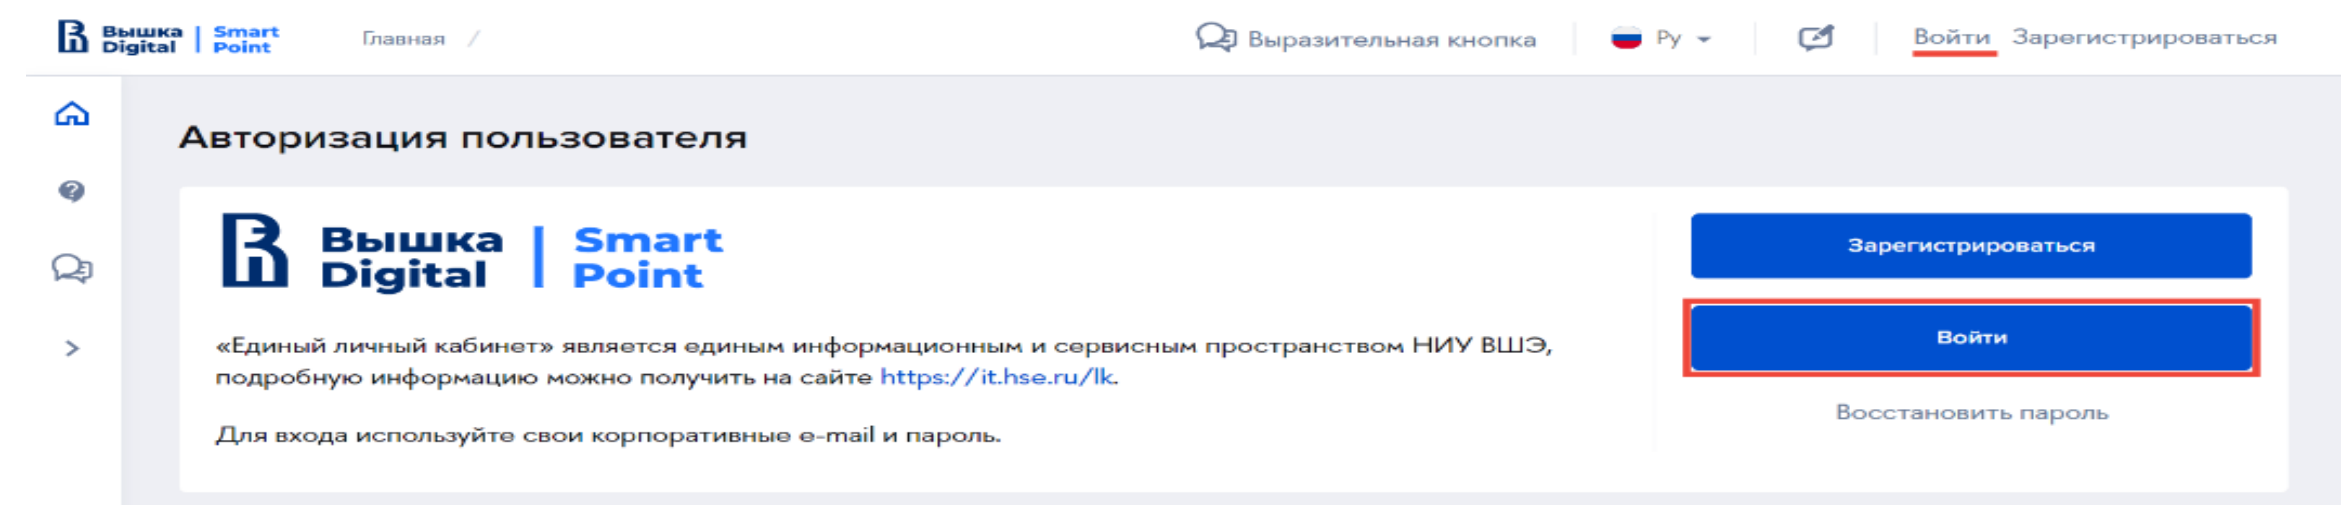 Вышка | Smart
Digital | Point
Главная /
Выразительная кнопка
Ру
Войти Зарегистрироваться
Авторизация пользователя
Вышка | Smart
Digital | Point
«Единый личный кабинет» является единым информационным и сервисным пространством НИУ ВШЭ,
подробную информацию можно получить на сайте https://it.hse.ru/lk.
Для входа используйте свои корпоративные e-mail и пароль.
Зарегистрироваться
Войти
Восстановить пароль